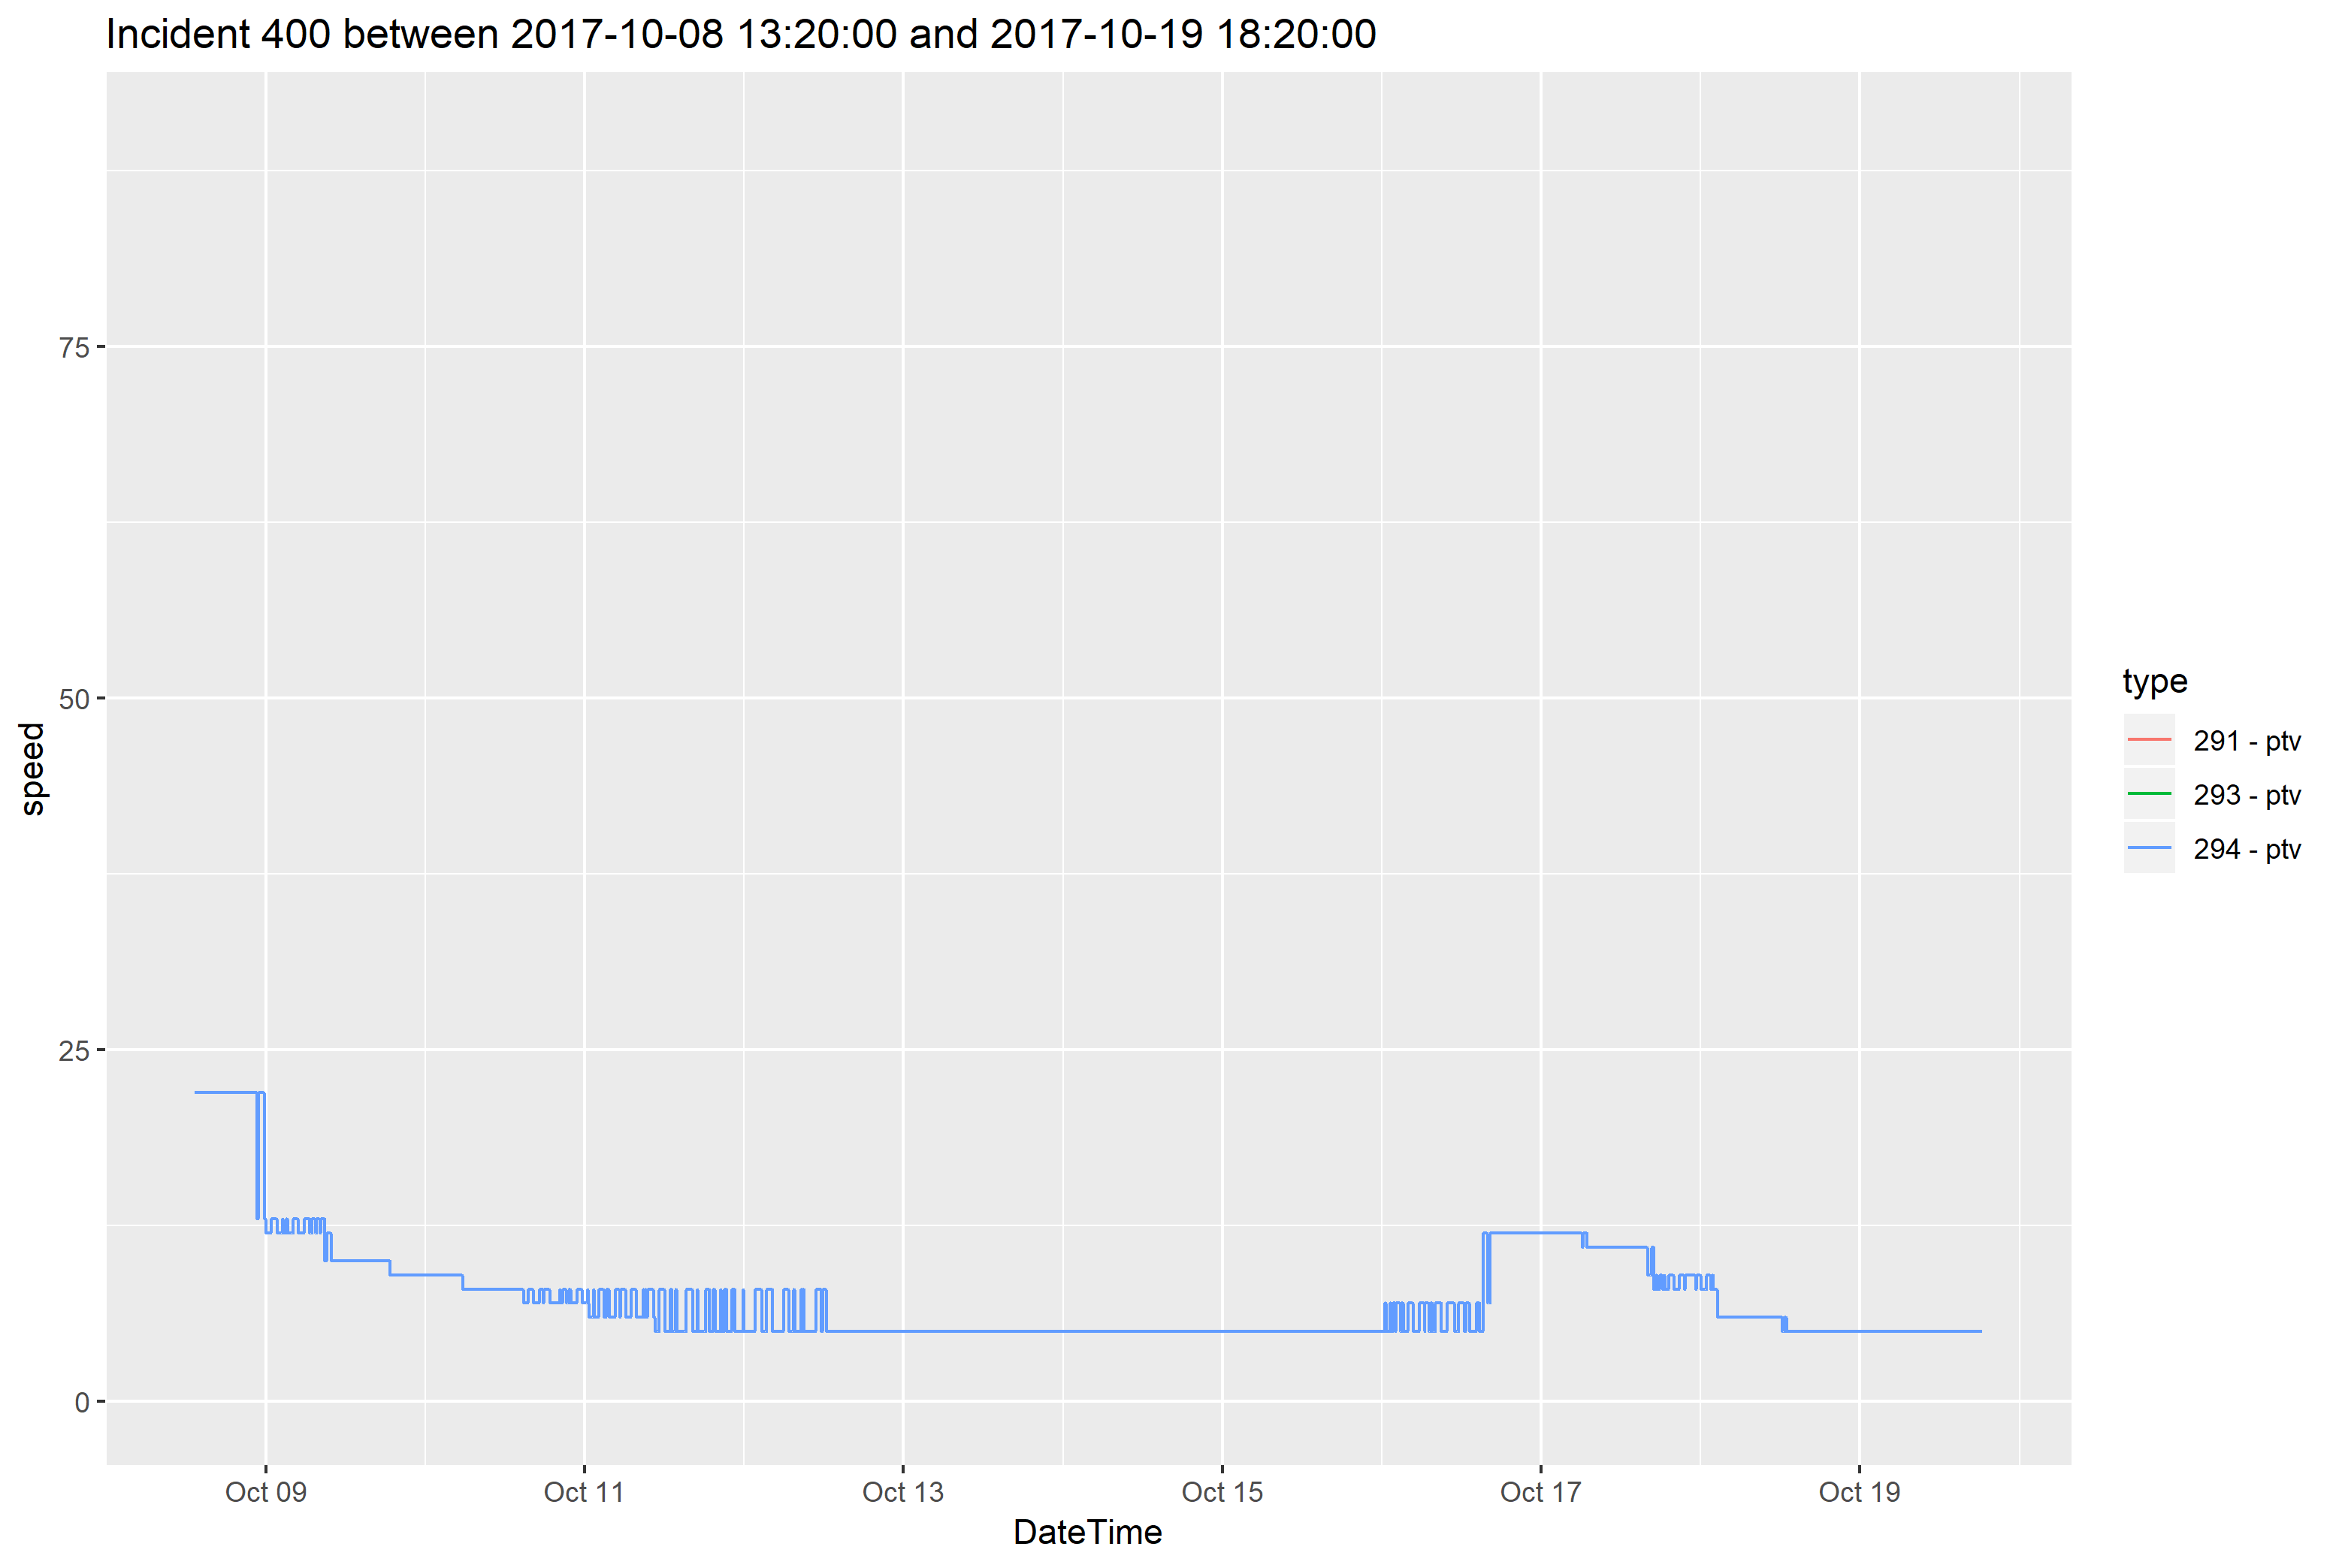 Incident 400 between 2017-10-08 13:20:00 and 2017-10-19 18:20:00
75
50
25
0
speed
Oct 09
Oct 11
Oct 13
Oct 15
Oct 17
Oct 19
DateTime
type
291 - ptv
293 - ptv
294 - ptv